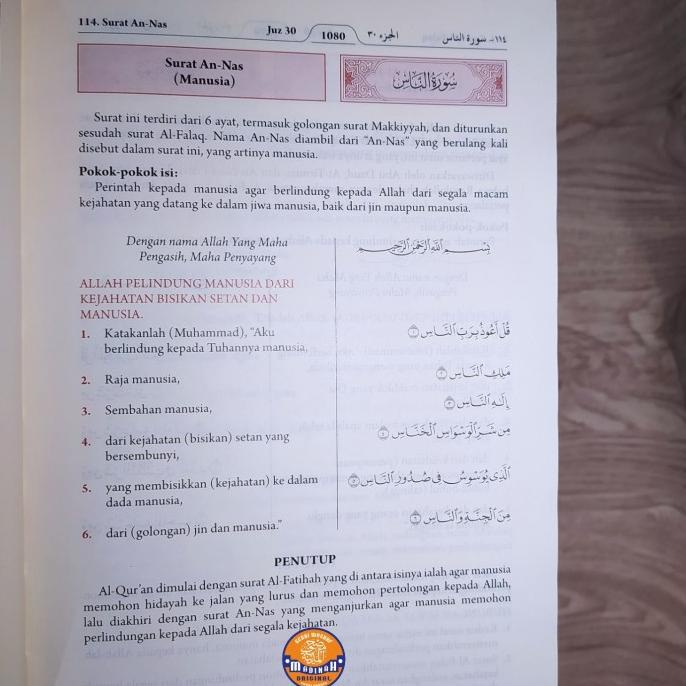 114. Surat An-Nas
Juz 30
1080
الجزء ٣٠
١١٤- سورة الناس
Surat An-Nas
(Manusia)
سُورَةُ النَّاسِ
Surat ini terdiri dari 6 ayat, termasuk golongan surat Makkiyyah, dan diturunkan
sesudah surat Al-Falaq. Nama An-Nas diambil dari "An-Nas" yang berulang kali
disebut dalam surat ini, yang artinya manusia.
Pokok-pokok isi:
Perintah kepada manusia agar berlindung kepada Allah dari segala macam
kejahatan yang datang ke dalam jiwa manusia, baik dari jin maupun manusia.
Dengan nama Allah Yang Maha
Pengasih, Maha Penyayang
بِسْمِ اللَّهِ الرَّحْمَٰنِ الرَّحِيمِ
ALLAH PELINDUNG MANUSIA DARI
KEJAHATAN BISIKAN SETAN DAN
MANUSIA.
1. Katakanlah (Muhammad), "Aku
berlindung kepada Tuhannya manusia,
قُلْ أَعُوذُ بِرَبِّ النَّاسِ ١
2. Raja manusia,
مَلِكِ النَّاسِ ٢
3. Sembahan manusia,
إِلَٰهِ النَّاسِ ٣
4. dari kejahatan (bisikan) setan yang
bersembunyi,
مِن شَرِّ الْوَسْوَاسِ الْخَنَّاسِ ٤
5. yang membisikkan (kejahatan) ke dalam
dada manusia,
الَّذِي يُوَسْوِسُ فِي صُدُورِ النَّاسِ ٥
6. dari (golongan) jin dan manusia."
مِنَ الْجِنَّةِ وَالنَّاسِ ٦
PENUTUP
Al-Qur'an dimulai dengan surat Al-Fatihah yang di antara isinya ialah agar manusia
memohon hidayah ke jalan yang lurus dan memohon pertolongan kepada Allah,
lalu diakhiri dengan surat An-Nas yang menganjurkan agar manusia memohon
perlindungan kepada Allah dari segala kejahatan.
MADINAH
ORIGINAL